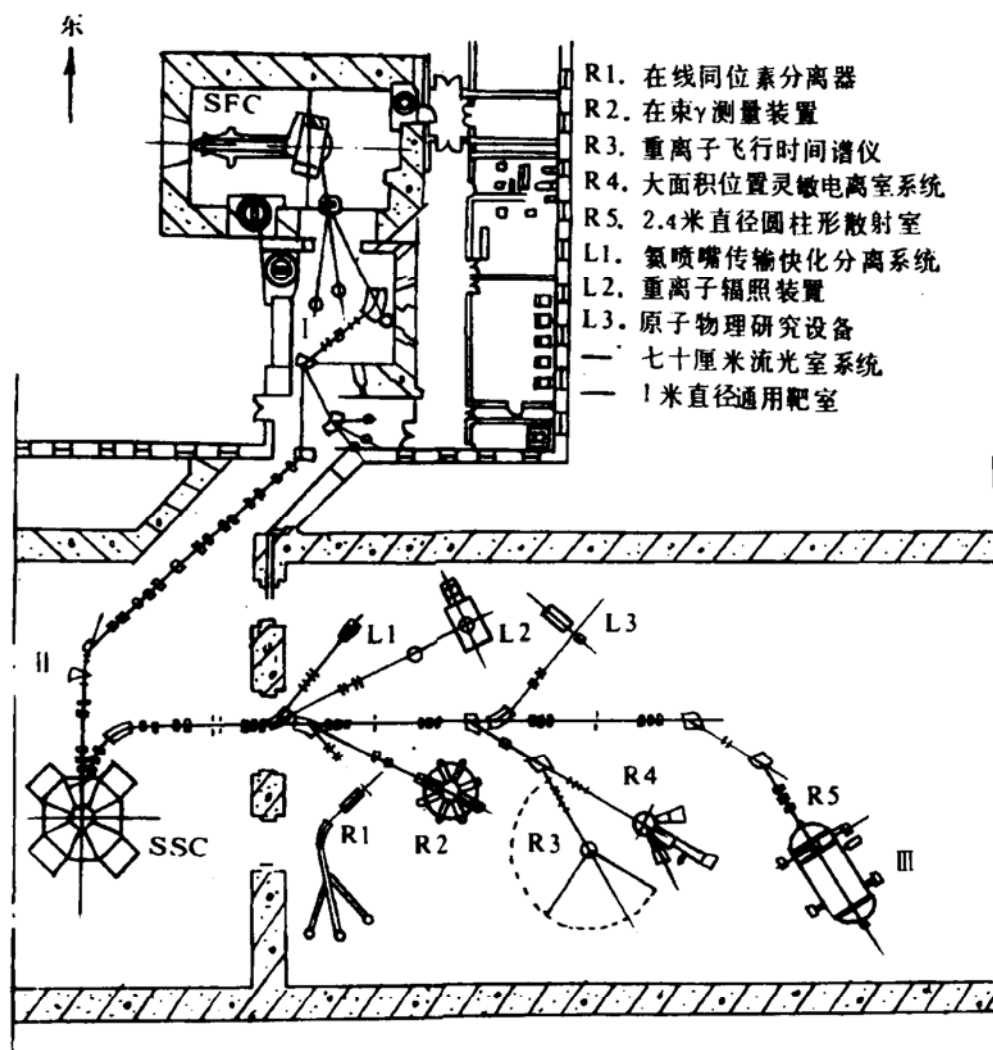 东
SFC
R1. 在线同位素分离器
R2. 在束γ测量装置
R3. 重离子飞行时间谱仪
R4. 大面积位置灵敏电离室系统
R5. 2.4米直径圆柱形散射室
L1. 氦喷嘴传输快化分离系统
L2. 重离子辐照装置
L3. 原子物理研究设备
— 七十厘米流光室系统
— 1米直径通用靶室
I
L1
L2
L3
II
R1
R2
R3
R4
R5
SSC
III